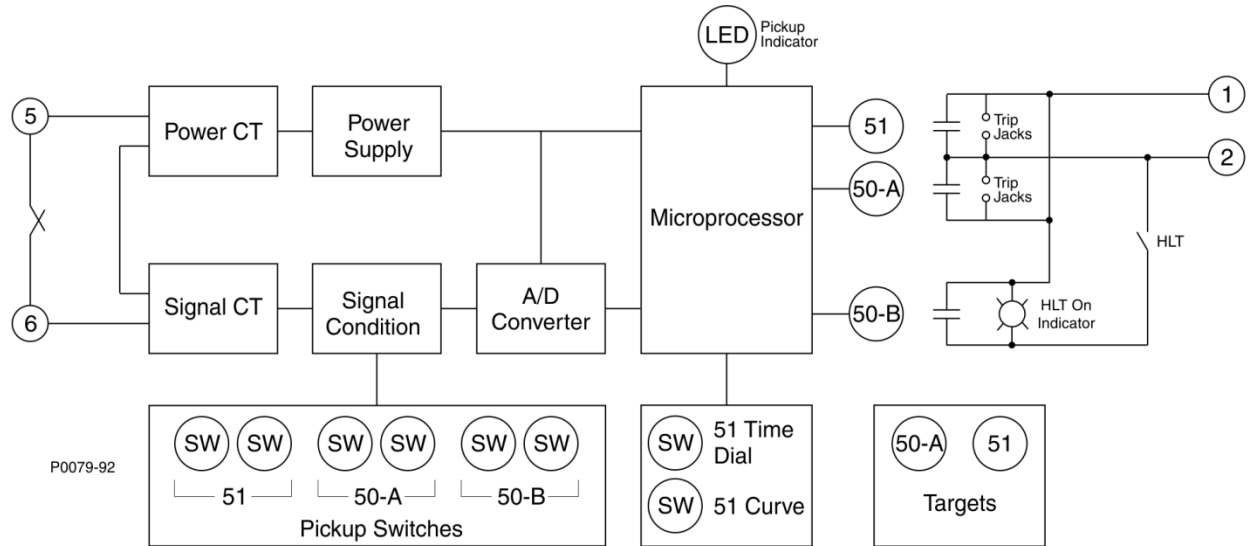 LED
Pickup
Indicator
5
Power CT
Power
Supply
Microprocessor
51
50-A
Trip
Jacks
Trip
Jacks
1
2
6
Signal CT
Signal
Condition
A/D
Converter
50-B
HLT
HLT On
Indicator
P0079-92
SW SW SW SW SW SW
51 50-A 50-B
Pickup Switches
SW 51 Time
Dial
SW 51 Curve
50-A 51
Targets